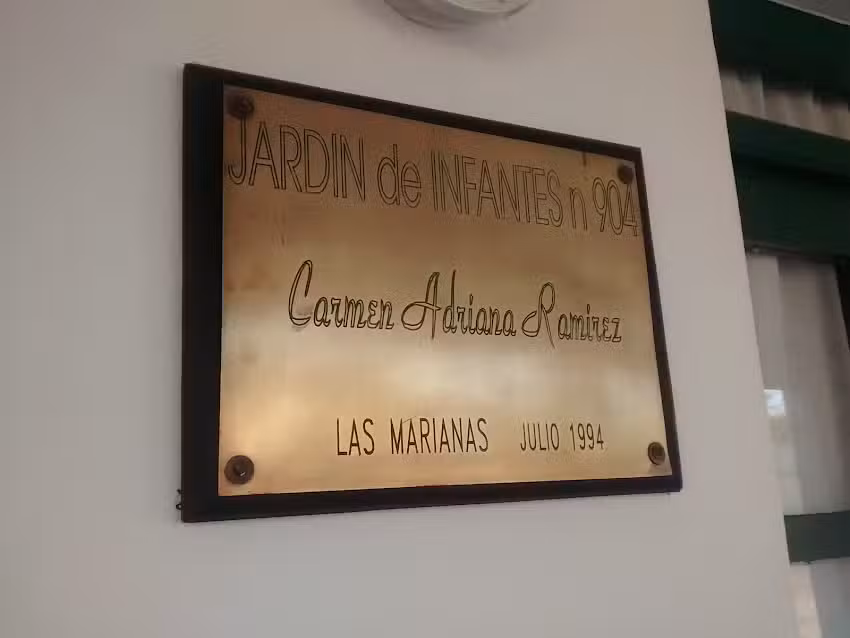 JARDIN de INFANTES n 904
Carmen Adriana Ramirez
LAS MARIANAS JULIO 1994